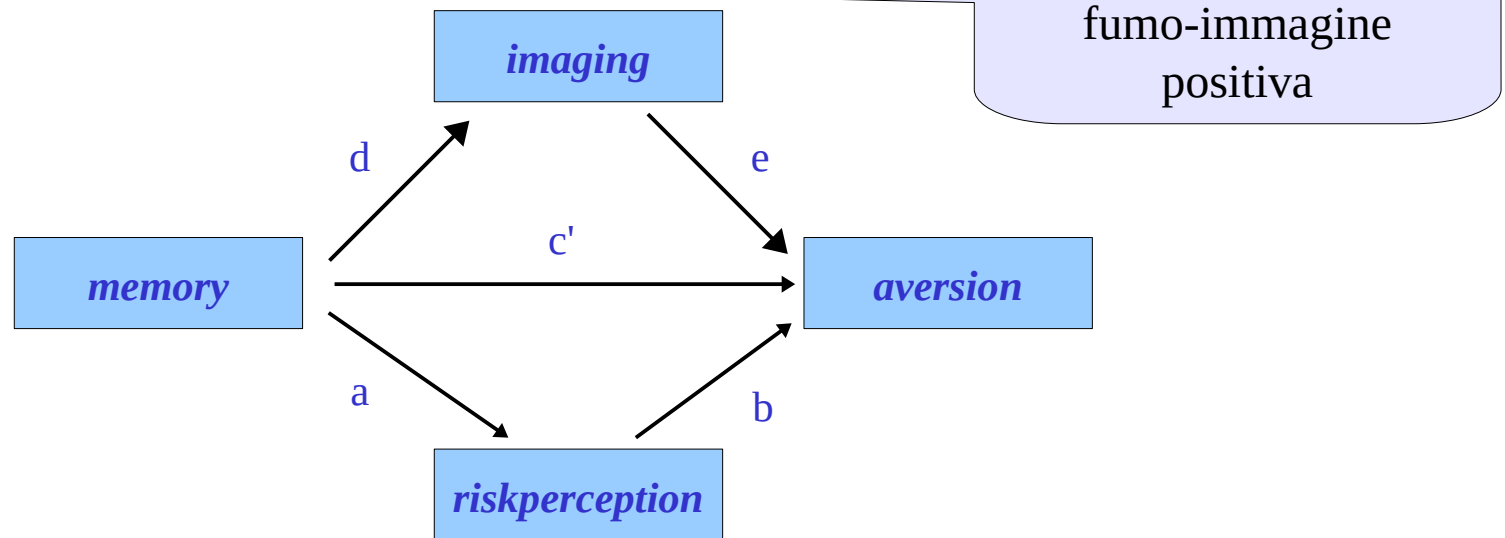 fumo-immagine
positiva
imaging
d
e
c'
memory
aversion
a
b
riskperception